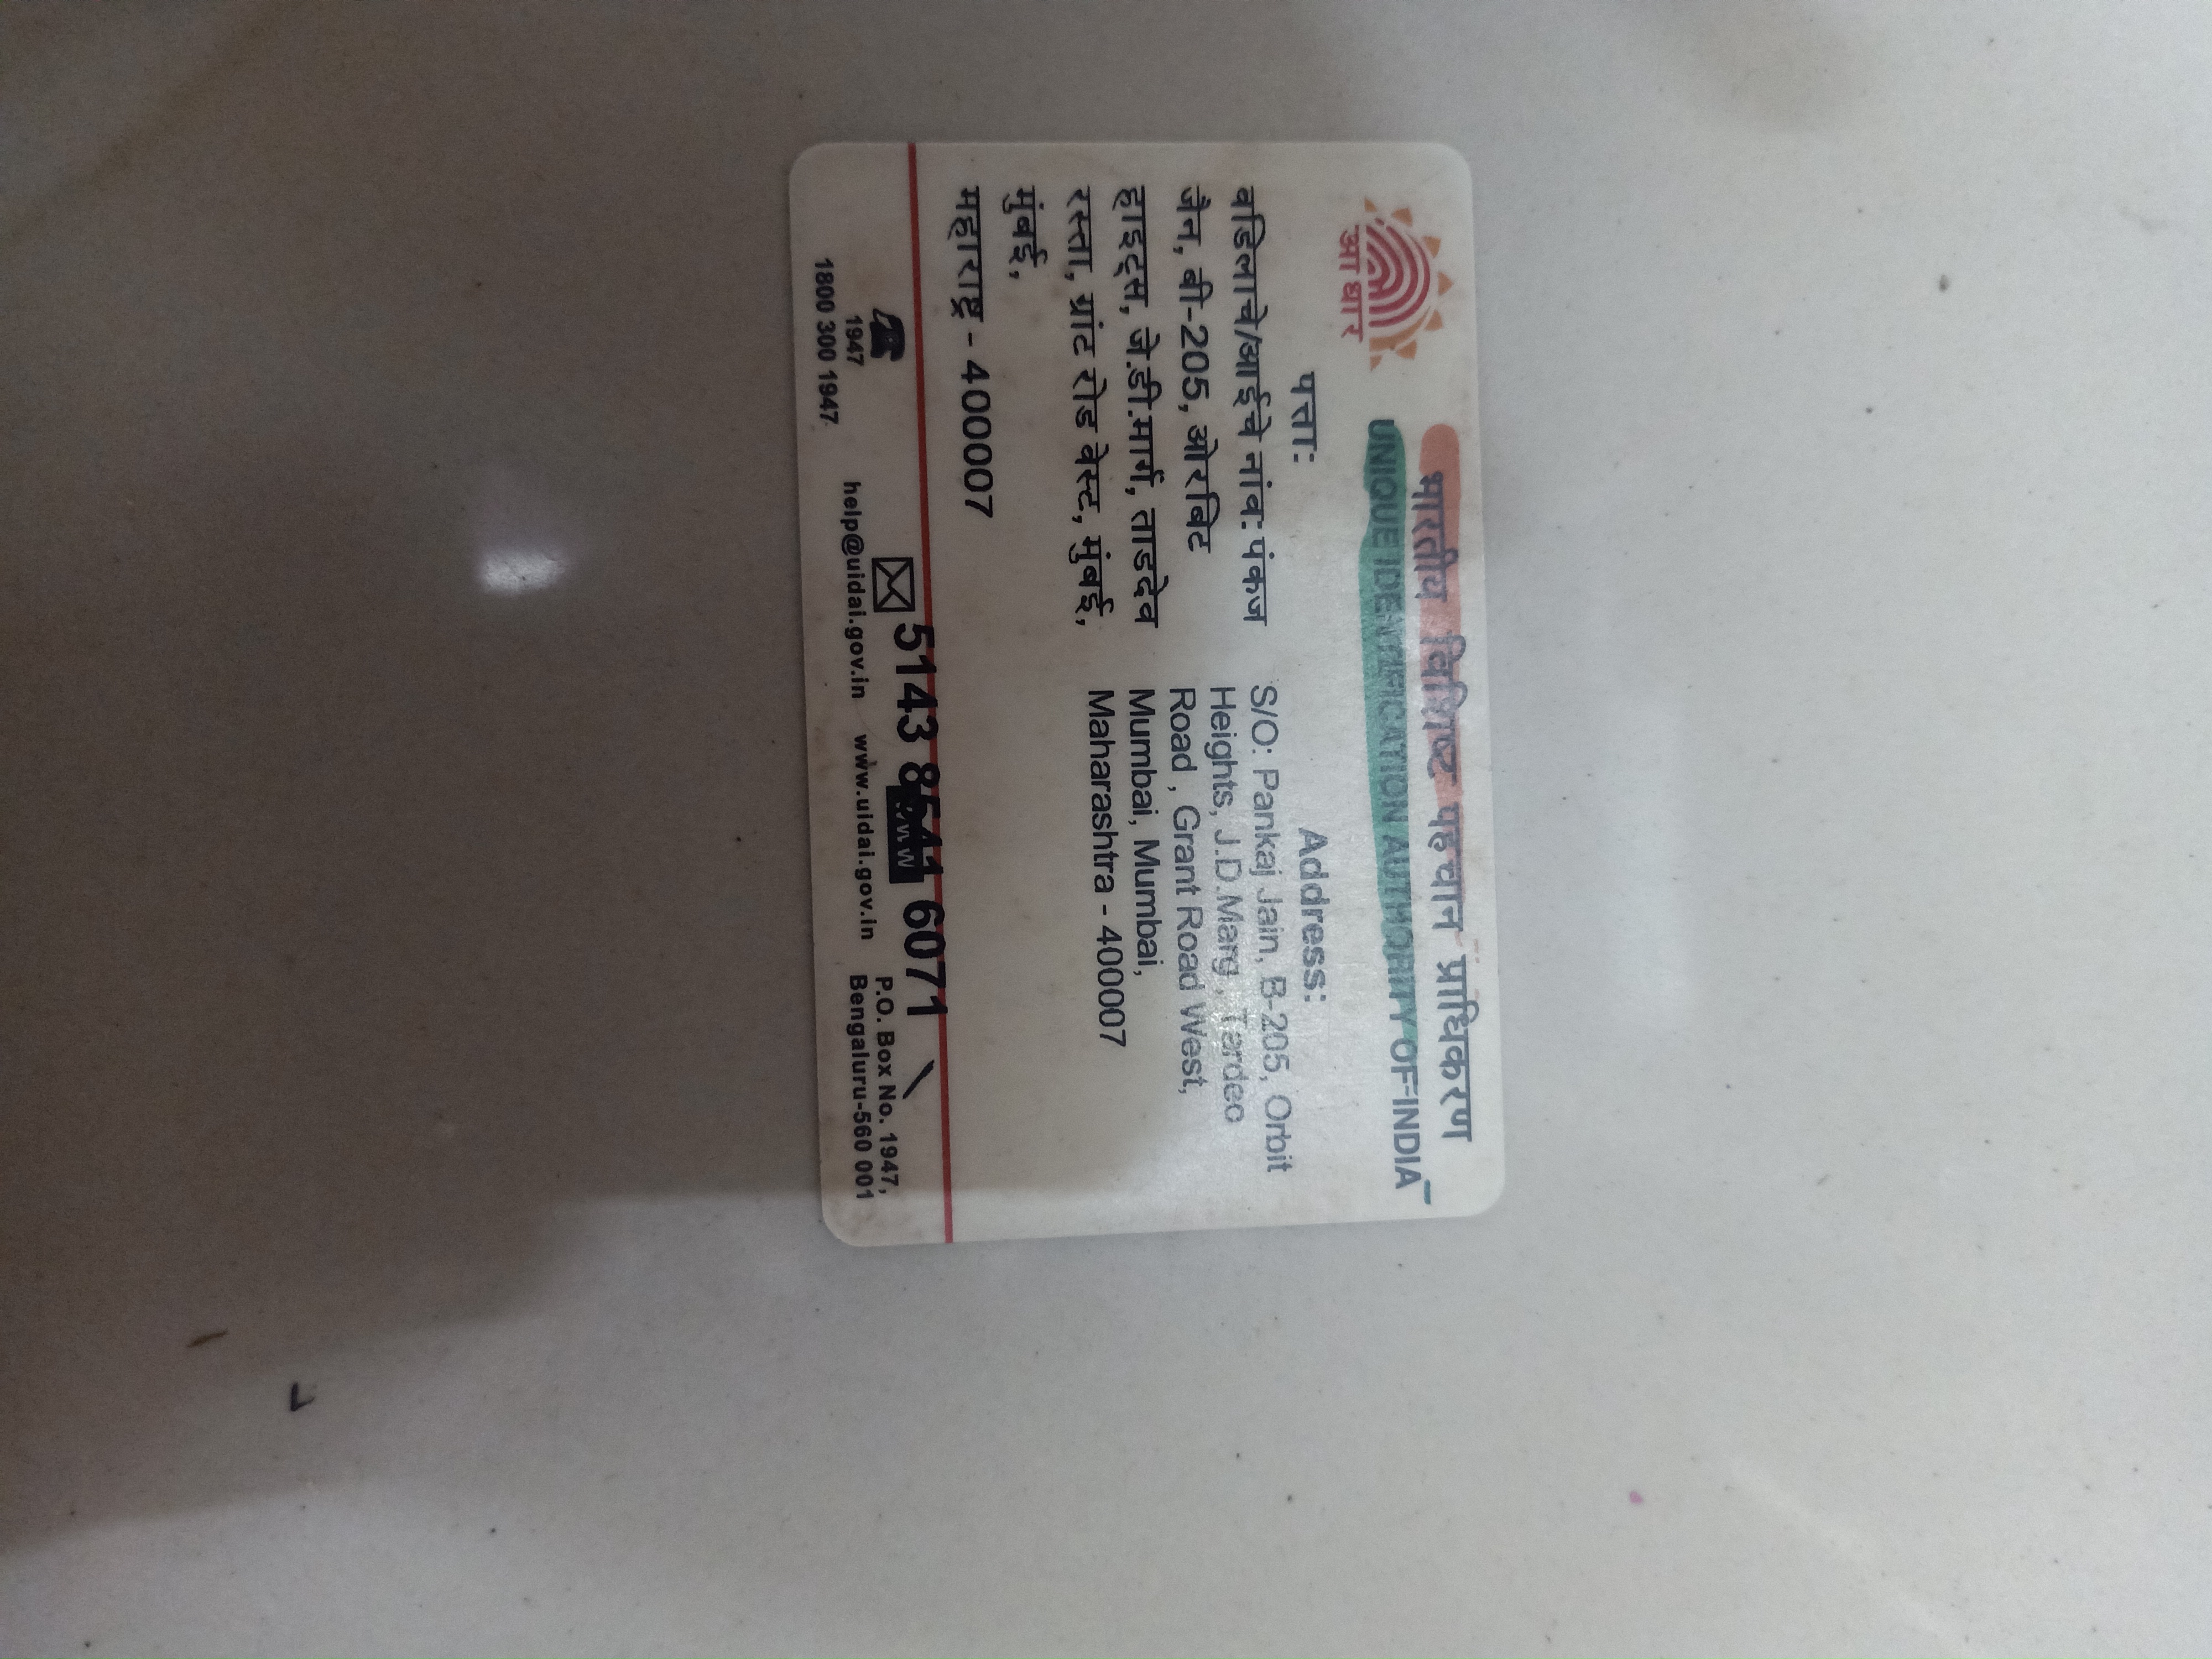 आधार
भारतीय विशिष्ट पहचान प्राधिकरण
UNIQUE IDENTIFICATION AUTHORITY OF INDIA
पत्ता:
वडिलाचे/आईचे नांव: पंकज
जैन, बी-205, ओरबिट
हाइट्स, जे.डी.मार्ग, ताडदेव
रस्ता, ग्रांट रोड वेस्ट, मुंबई,
मुंबई,
महाराष्ट्र - 400007
Address:
S/O: Pankaj Jain, B-205, Orbit
Heights, J.D.Marg , Tardeo
Road , Grant Road West,
Mumbai, Mumbai,
Maharashtra - 400007
5143 8541 6071
1947
1800 300 1947
help@uidai.gov.in
www
www.uidai.gov.in
P.O. Box No. 1947,
Bengaluru-560 001